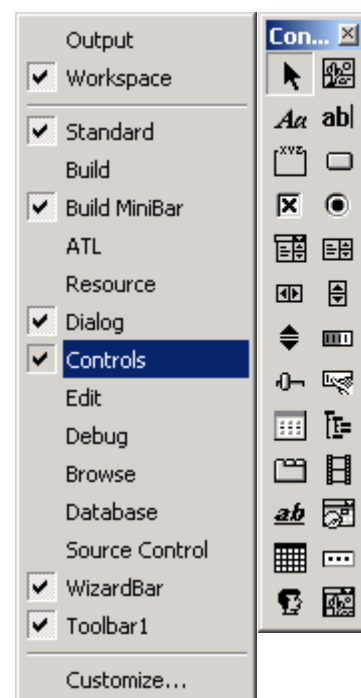 Output
Workspace
Standard
Build
Build MiniBar
ATL
Resource
Dialog
Controls
Edit
Debug
Browse
Database
Source Control
WizardBar
Toolbar1
Customize...
Con...
Aa ab|
xyz
ab